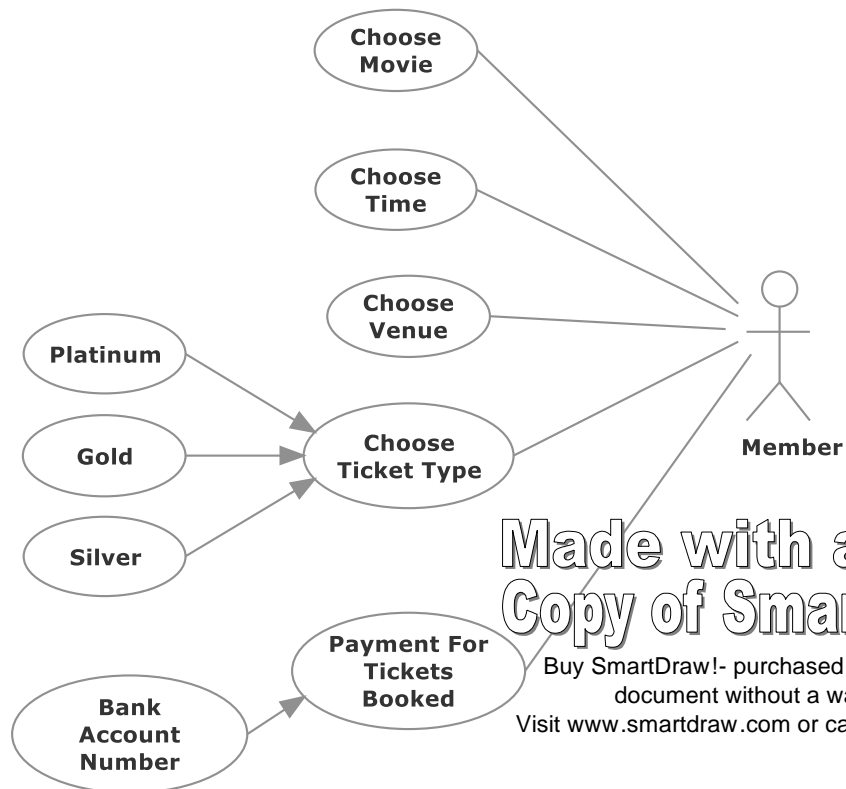 Choose
Movie
Choose
Time
Choose
Venue
Platinum
Gold
Choose
Ticket Type
Silver
Member
Made with a
Copy of Smar
Payment For
Tickets
Booked
Buy SmartDraw!- purchased
document without a wa
Visit www.smartdraw.com or ca
Bank
Account
Number